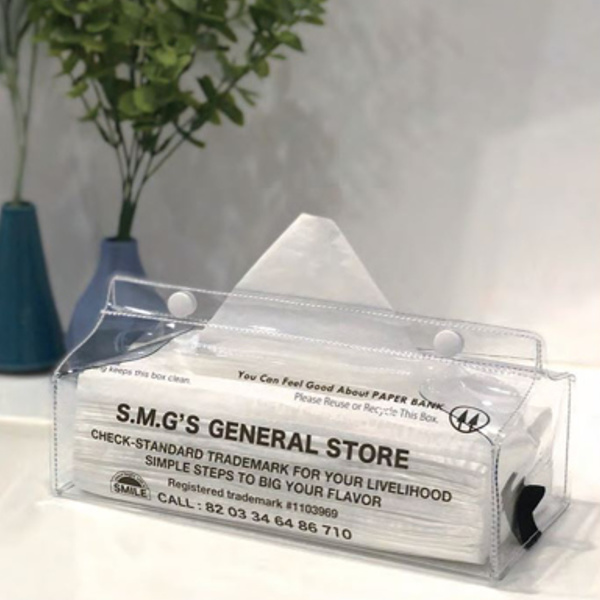 g keeps this box clean.
You Can Feel Good About PAPER BANK
Please Reuse or Recycle This Box.
S.M.G'S GENERAL STORE
CHECK-STANDARD TRADEMARK FOR YOUR LIVELIHOOD
SIMPLE STEPS TO BIG YOUR FLAVOR
Registered trademark #1103969
SMILE
CALL : 82 03 34 64 86 710